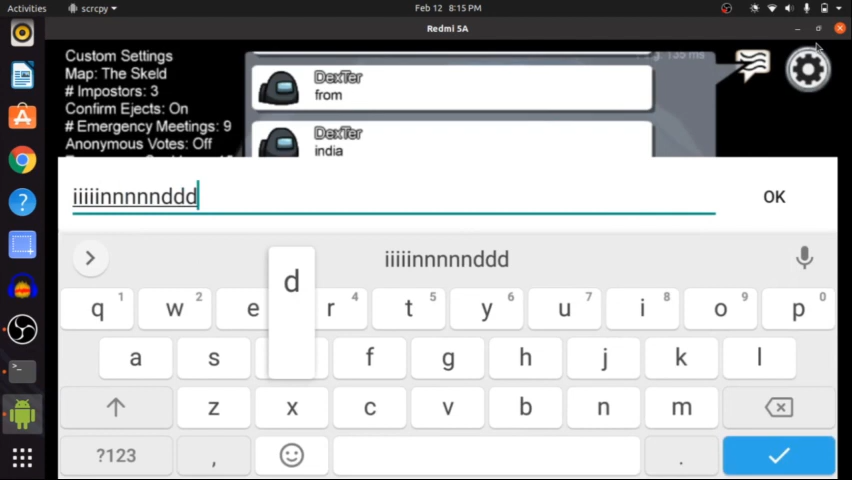 Activities
scrcpy
Feb 12 8:15 PM
Redmi 5A
Custom Settings
Map: The Skeld
# Impostors: 3
Confirm Ejects: On
# Emergency Meetings: 9
Anonymous Votes: Off
135 ms
DexTer
from
DexTer
india
iiiiinnnnnddd
OK
iiiiinnnnnddd
d
q 1 w 2 e r 4 t 5 y 6 u 7 i 8 o 9 p 0
a s f g h j k l
z x c v b n m
?123 , .